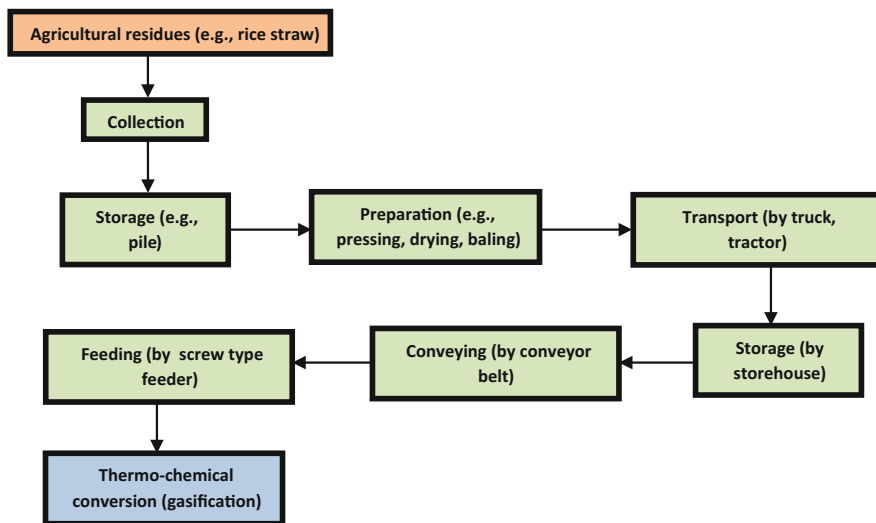 Agricultural residues (e.g., rice straw)
Collection
Storage (e.g.,
pile)
Preparation (e.g.,
pressing, drying, baling)
Transport (by truck,
tractor)
Storage (by
storehouse)
Conveying (by conveyor
belt)
Feeding (by screw type
feeder)
Thermo-chemical
conversion (gasification)